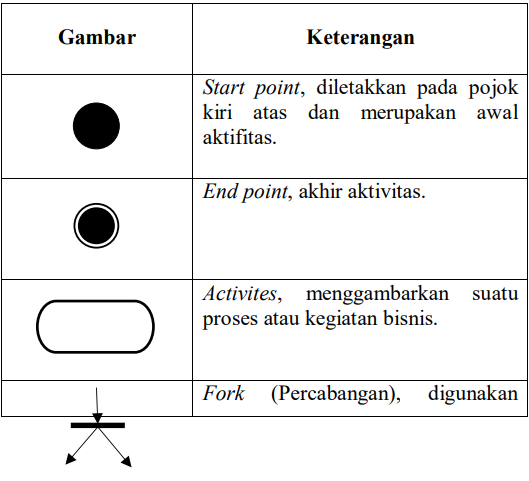 Gambar
Keterangan
Start point, diletakkan pada pojok
kiri atas dan merupakan awal
aktifitas.
End point, akhir aktivitas.
Activites, menggambarkan suatu
proses atau kegiatan bisnis.
Fork (Percabangan), digunakan